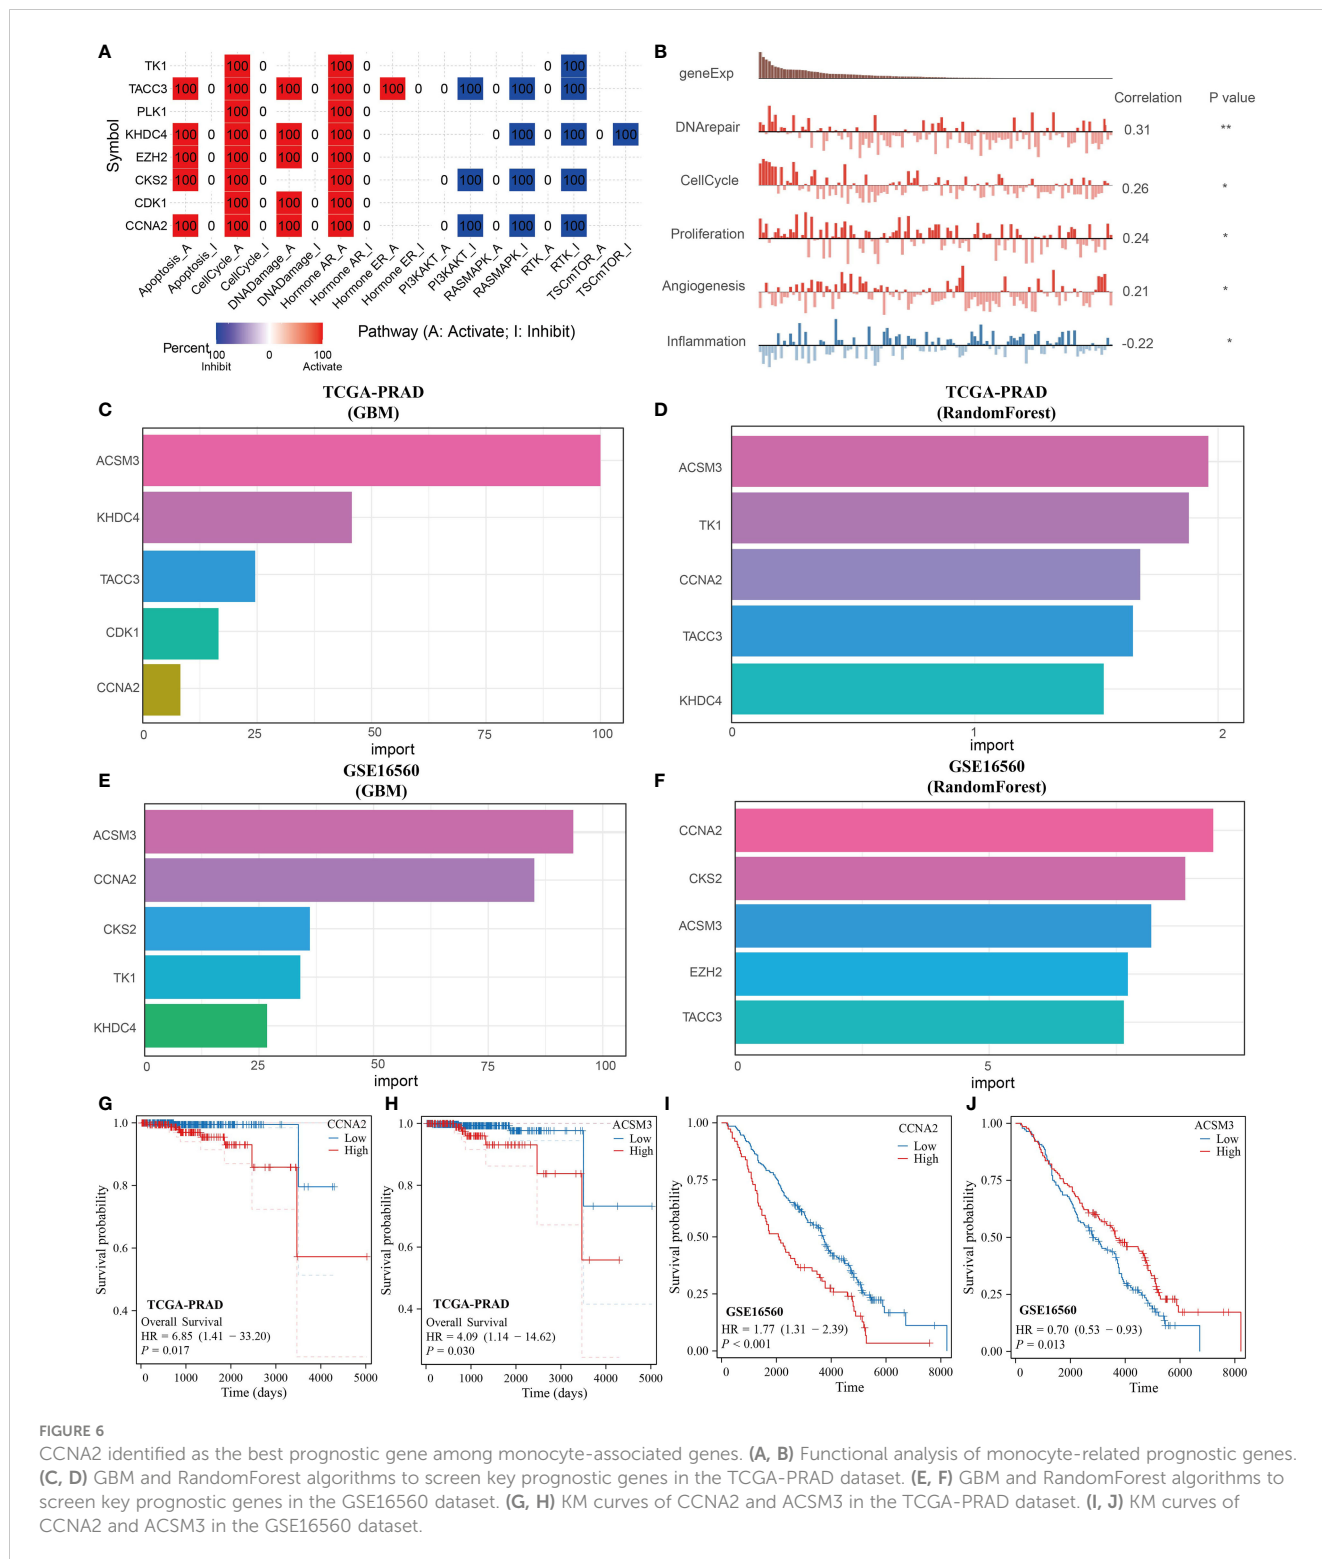 A
Symbol
TK1 100 0 100 0 0 100
TACC3 100 0 100 0 100 0 100 0 100 0 0 100 0 100 0 100
PLK1 100 0 100 0
KHDC4 100 0 100 0 100 0 100 0 0 100 0 100 0 100
EZH2 100 0 100 0 100 0 100 0
CKS2 100 0 100 0 100 0 0 100 0 100 0 100
CDK1 100 0 100 0 100 0
CCNA2 100 0 100 0 100 0 100 0 0 100 0 100 0 100
Apoptosis_A Apoptosis_I CellCycle_A CellCycle_I DNADamage_A DNADamage_I Hormone AR_A Hormone AR_I Hormone ER_A Hormone ER_I PI3KAKT_A PI3KAKT_I RASMAPK_A RASMAPK_I RTK_A RTK_I TSCmTOR_A TSCmTOR_I
Pathway (A: Activate; I: Inhibit)
Percent 100 0 100
Inhibit Activate
B
geneExp
Correlation P value
DNArepair 0.31 **
CellCycle 0.26 *
Proliferation 0.24 *
Angiogenesis 0.21 *
Inflammation -0.22 *
C
TCGA-PRAD
(GBM)
ACSM3
KHDC4
TACC3
CDK1
CCNA2
0 25 50 75 100
import
D
TCGA-PRAD
(RandomForest)
ACSM3
TK1
CCNA2
TACC3
KHDC4
0 1 2
import
E
GSE16560
(GBM)
ACSM3
CCNA2
CKS2
TK1
KHDC4
0 25 50 75 100
import
F
GSE16560
(RandomForest)
CCNA2
CKS2
ACSM3
EZH2
TACC3
0 5
import
G
CCNA2
Low
High
Survival probability
1.0
0.8
0.6
0.4
TCGA-PRAD
Overall Survival
HR = 6.85 (1.41 − 33.20)
P = 0.017
0 1000 2000 3000 4000 5000
Time (days)
H
ACSM3
Low
High
Survival probability
1.0
0.8
0.6
0.4
TCGA-PRAD
Overall Survival
HR = 4.09 (1.14 − 14.62)
P = 0.030
0 1000 2000 3000 4000 5000
Time (days)
I
CCNA2
Low
High
Survival probability
1.00
0.75
0.50
0.25
0.00
GSE16560
HR = 1.77 (1.31 − 2.39)
P < 0.001
0 2000 4000 6000 8000
Time
J
ACSM3
Low
High
Survival probability
1.00
0.75
0.50
0.25
0.00
GSE16560
HR = 0.70 (0.53 − 0.93)
P = 0.013
0 2000 4000 6000 8000
Time
FIGURE 6
CCNA2 identified as the best prognostic gene among monocyte-associated genes. (A, B) Functional analysis of monocyte-related prognostic genes.
(C, D) GBM and RandomForest algorithms to screen key prognostic genes in the TCGA-PRAD dataset. (E, F) GBM and RandomForest algorithms to
screen key prognostic genes in the GSE16560 dataset. (G, H) KM curves of CCNA2 and ACSM3 in the TCGA-PRAD dataset. (I, J) KM curves of
CCNA2 and ACSM3 in the GSE16560 dataset.